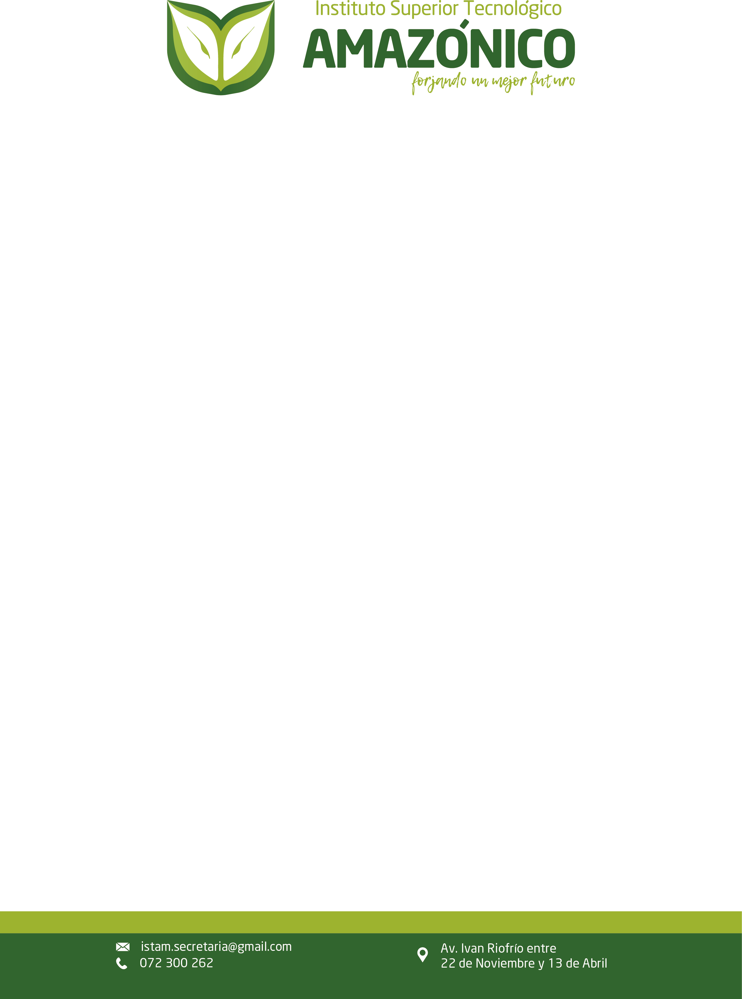 Instituto Superior Tecnológico
AMAZÓNICO
forjando un mejor futuro
istam.secretaria@gmail.com
072 300 262
Av. Ivan Riofrío entre
22 de Noviembre y 13 de Abril